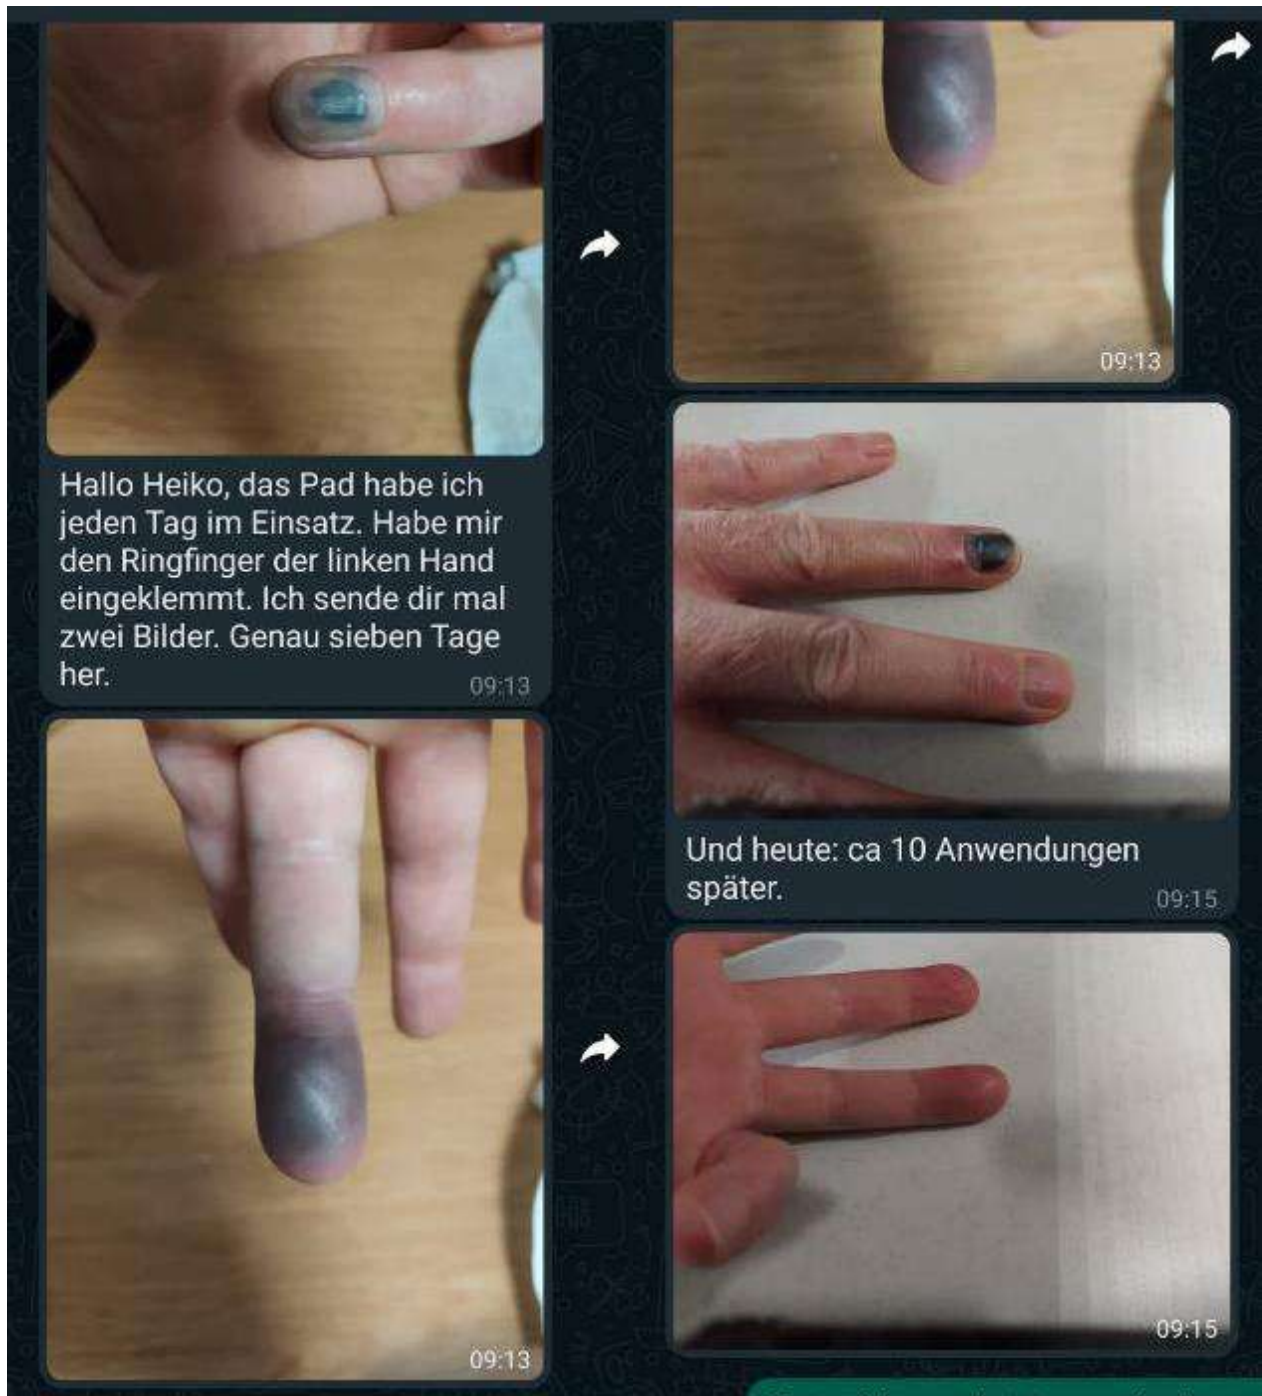 Hallo Heiko, das Pad habe ich
jeden Tag im Einsatz. Habe mir
den Ringfinger der linken Hand
eingeklemmt. Ich sende dir mal
zwei Bilder. Genau sieben Tage
her.
09:13
09:13
09:13
Und heute: ca 10 Anwendungen
später.
09:15
09:15